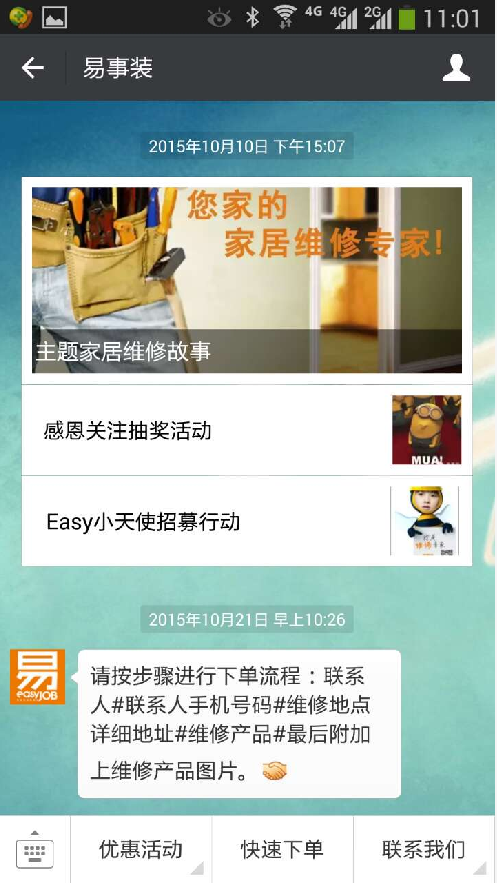 4G 4G 2G 11:01
易事装
2015年10月10日 下午15:07
您家的
家居维修专家!
主题家居维修故事
感恩关注抽奖活动
MUA!
Easy小天使招募行动
2015年10月21日 早上10:26
易
easyJOB
请按步骤进行下单流程：联系
人#联系人手机号码#维修地点
详细地址#维修产品#最后附加
上维修产品图片。
优惠活动
快速下单
联系我们